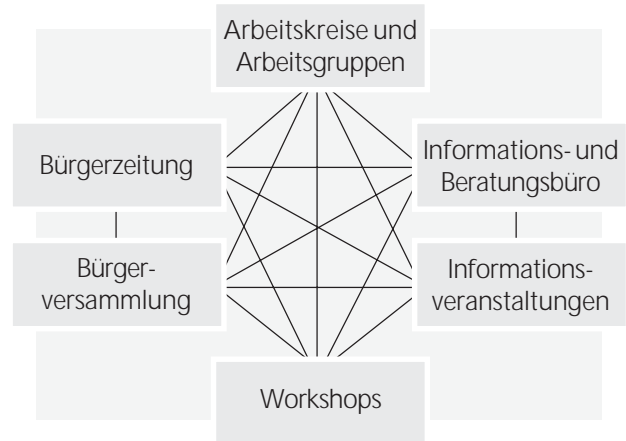 Arbeitskreise und
Arbeitsgruppen
Bürgerzeitung
Informations- und
Beratungsbüro
Bürger-
versammlung
Informations-
veranstaltungen
Workshops